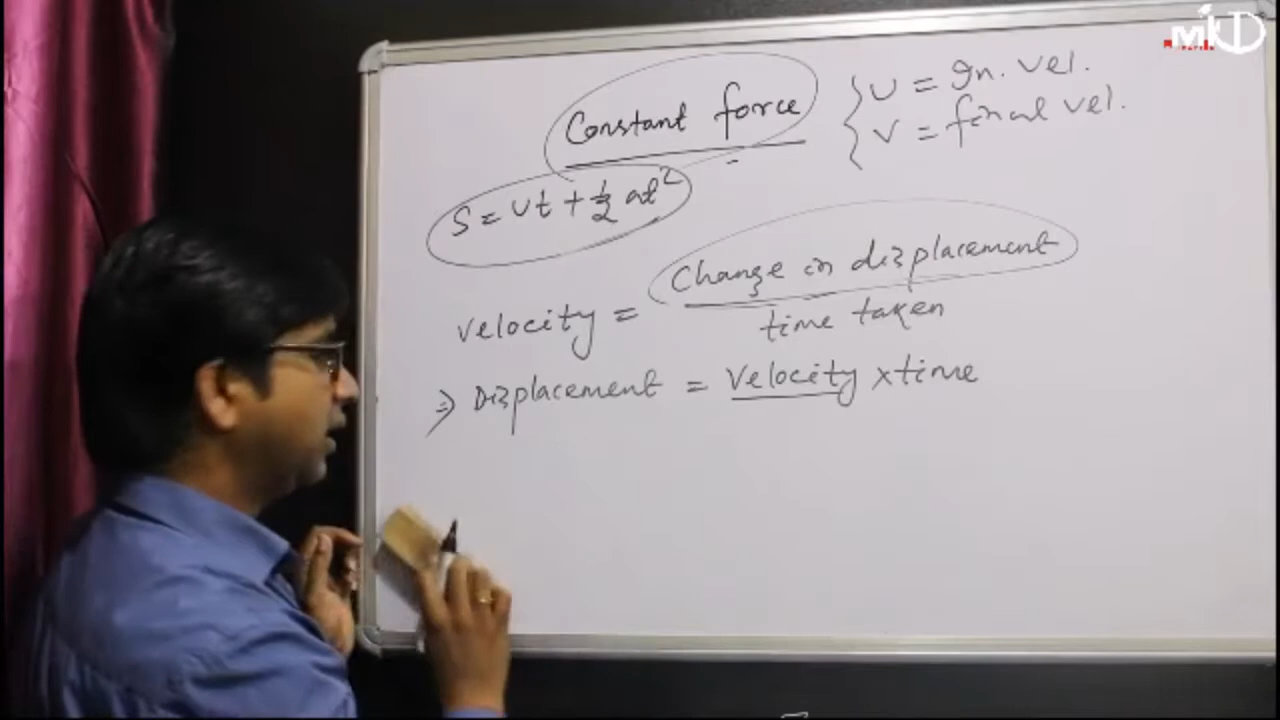 Constant force
U = In. vel.
V = final vel.
S = Ut + 1/2 at²
Velocity = Change in displacement / time taken
⇒ Displacement = Velocity × time